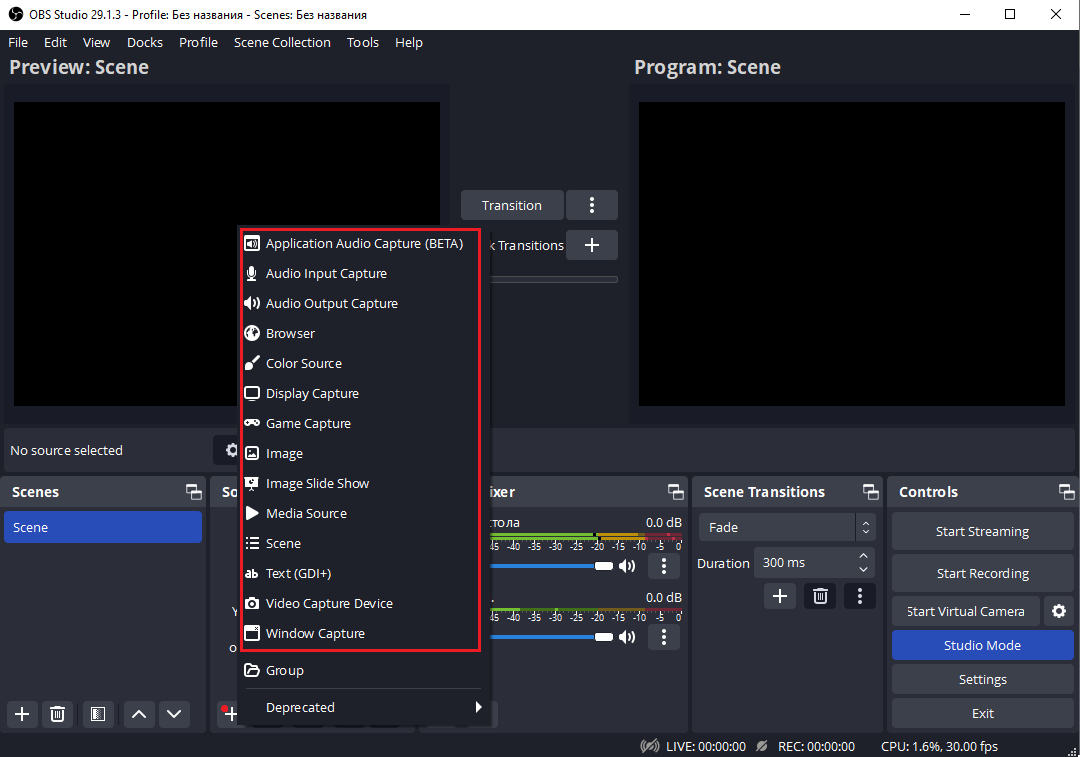 OBS Studio 29.1.3 - Profile: Без названия - Scenes: Без названия
File Edit View Docks Profile Scene Collection Tools Help
Preview: Scene
Program: Scene
Transition
k Transitions
Application Audio Capture (BETA)
Audio Input Capture
Audio Output Capture
Browser
Color Source
Display Capture
Game Capture
Image
Image Slide Show
Media Source
Scene
Text (GDI+)
Video Capture Device
Window Capture
Group
Deprecated
No source selected
Scenes
Scene
So
ixer
стола 0.0 dB
45 -40 -35 -30 -25 -20 -15 -10 -5 0
0.0 dB
45 -40 -35 -30 -25 -20 -15 -10 -5 0
Scene Transitions
Fade
Duration 300 ms
Controls
Start Streaming
Start Recording
Start Virtual Camera
Studio Mode
Settings
Exit
LIVE: 00:00:00 REC: 00:00:00 CPU: 1.6%, 30.00 fps